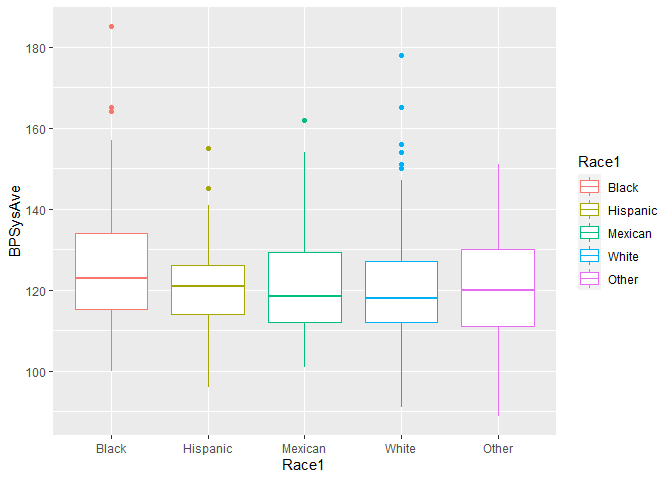 BPSysAve
180
160
140
120
100
Black Hispanic Mexican White Other
Race1
Race1
Black
Hispanic
Mexican
White
Other